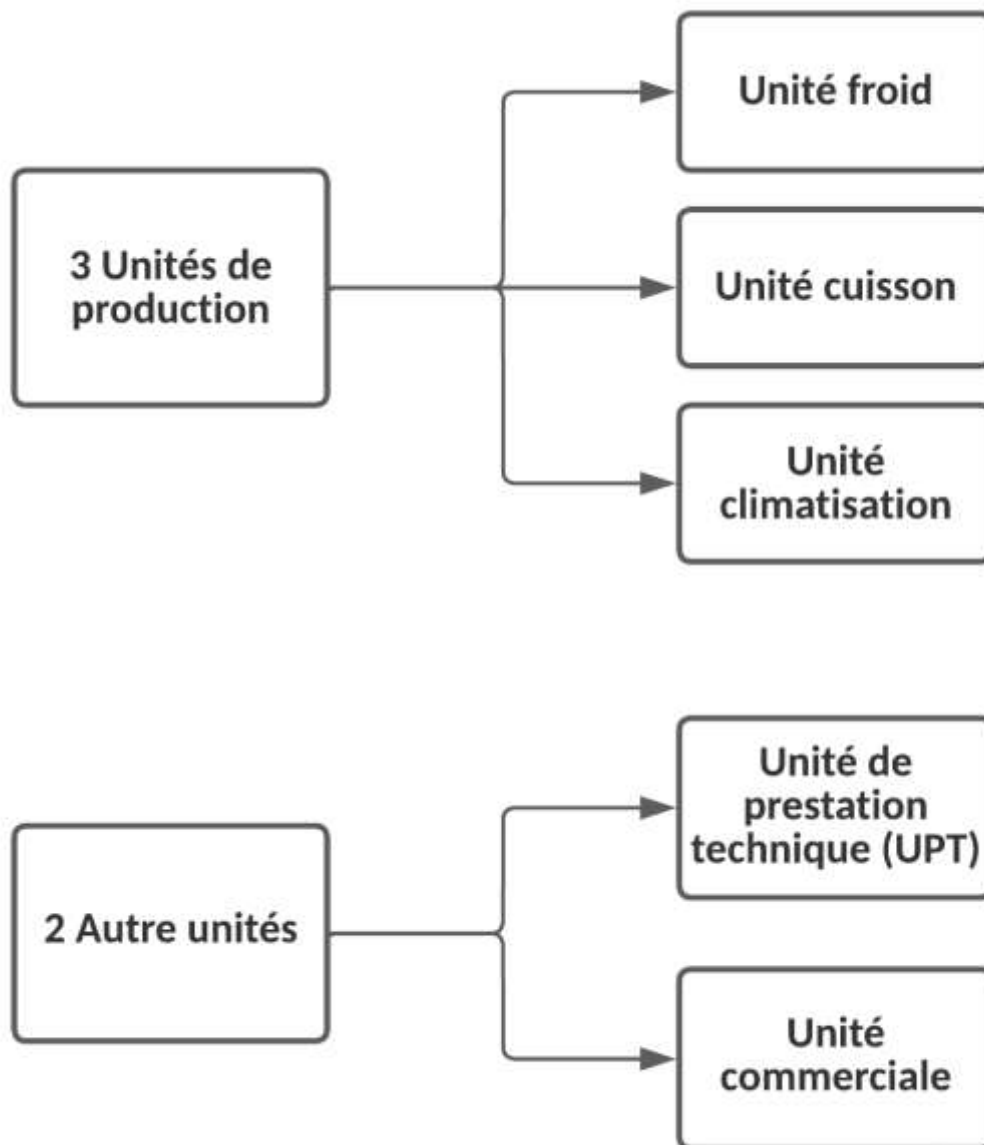 Unité froid
3 Unités de
production
Unité cuisson
Unité
climatisation
Unité de
prestation
technique (UPT)
2 Autre unités
Unité
commerciale